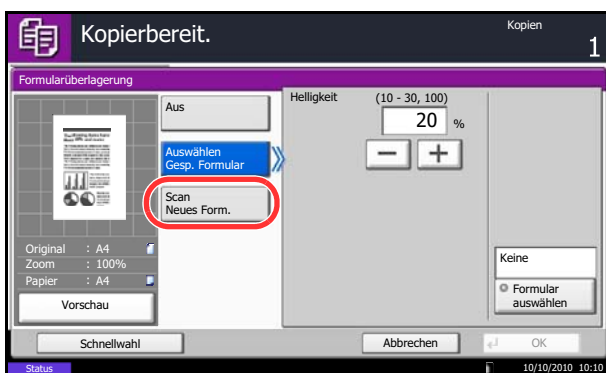 Kopierbereit.
Kopien
1
Formularüberlagerung
Aus
Auswählen
Gesp. Formular
Scan
Neues Form.
Helligkeit
(10 - 30, 100)
20 %
Original : A4
Zoom : 100%
Papier : A4
Vorschau
Keine
Formular
auswählen
Schnellwahl
Abbrechen
OK
Status
10/10/2010 10:10